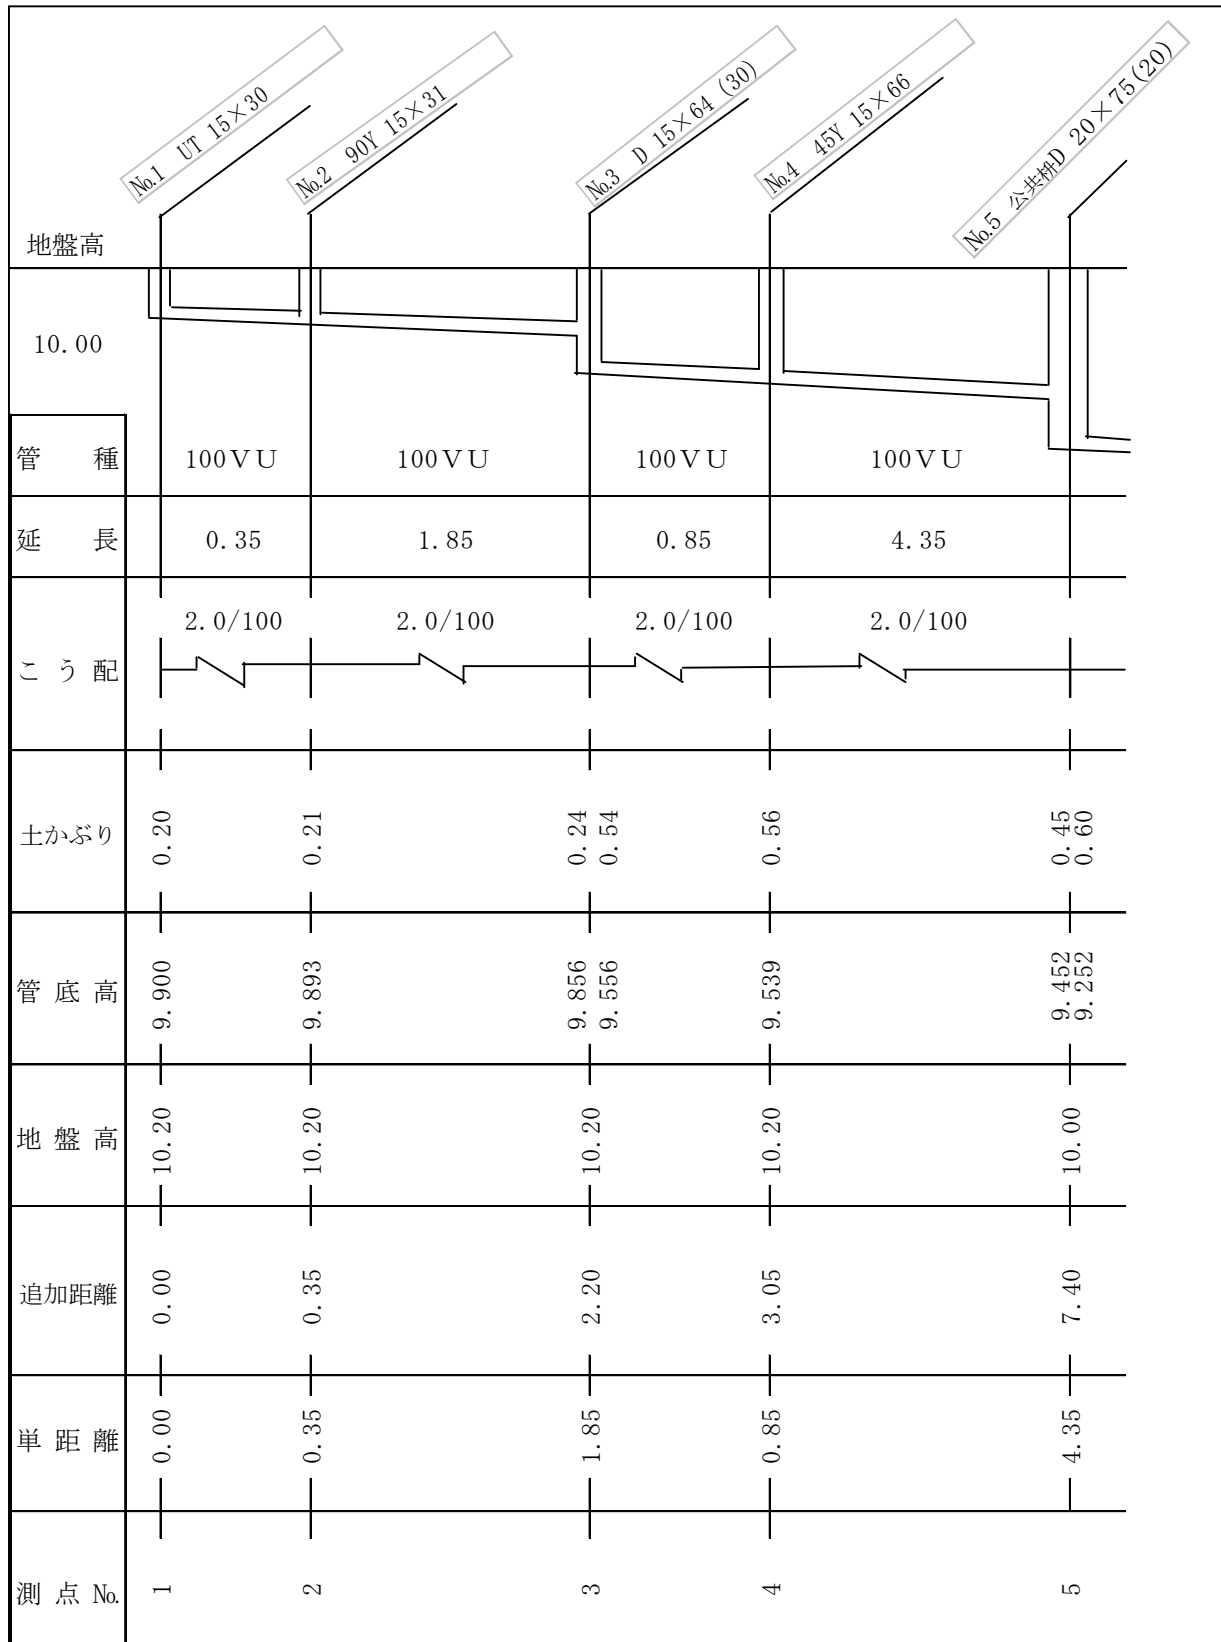 No.1 UT 15×30
No.2 90Y 15×31
No.3 D 15×64 (30)
No.4 45Y 15×66
No.5 公共桝D 20×75(20)
地盤高
10.00
管 種 100VU 100VU 100VU 100VU
延 長 0.35 1.85 0.85 4.35
こう配 2.0/100 2.0/100 2.0/100 2.0/100
土かぶり 0.20 0.21 0.24 0.54 0.56 0.45 0.60
管底高 9.900 9.893 9.856 9.556 9.539 9.452 9.252
地盤高 10.20 10.20 10.20 10.20 10.00
追加距離 0.00 0.35 2.20 3.05 7.40
単距離 0.00 0.35 1.85 0.85 4.35
測点 No. 1 2 3 4 5